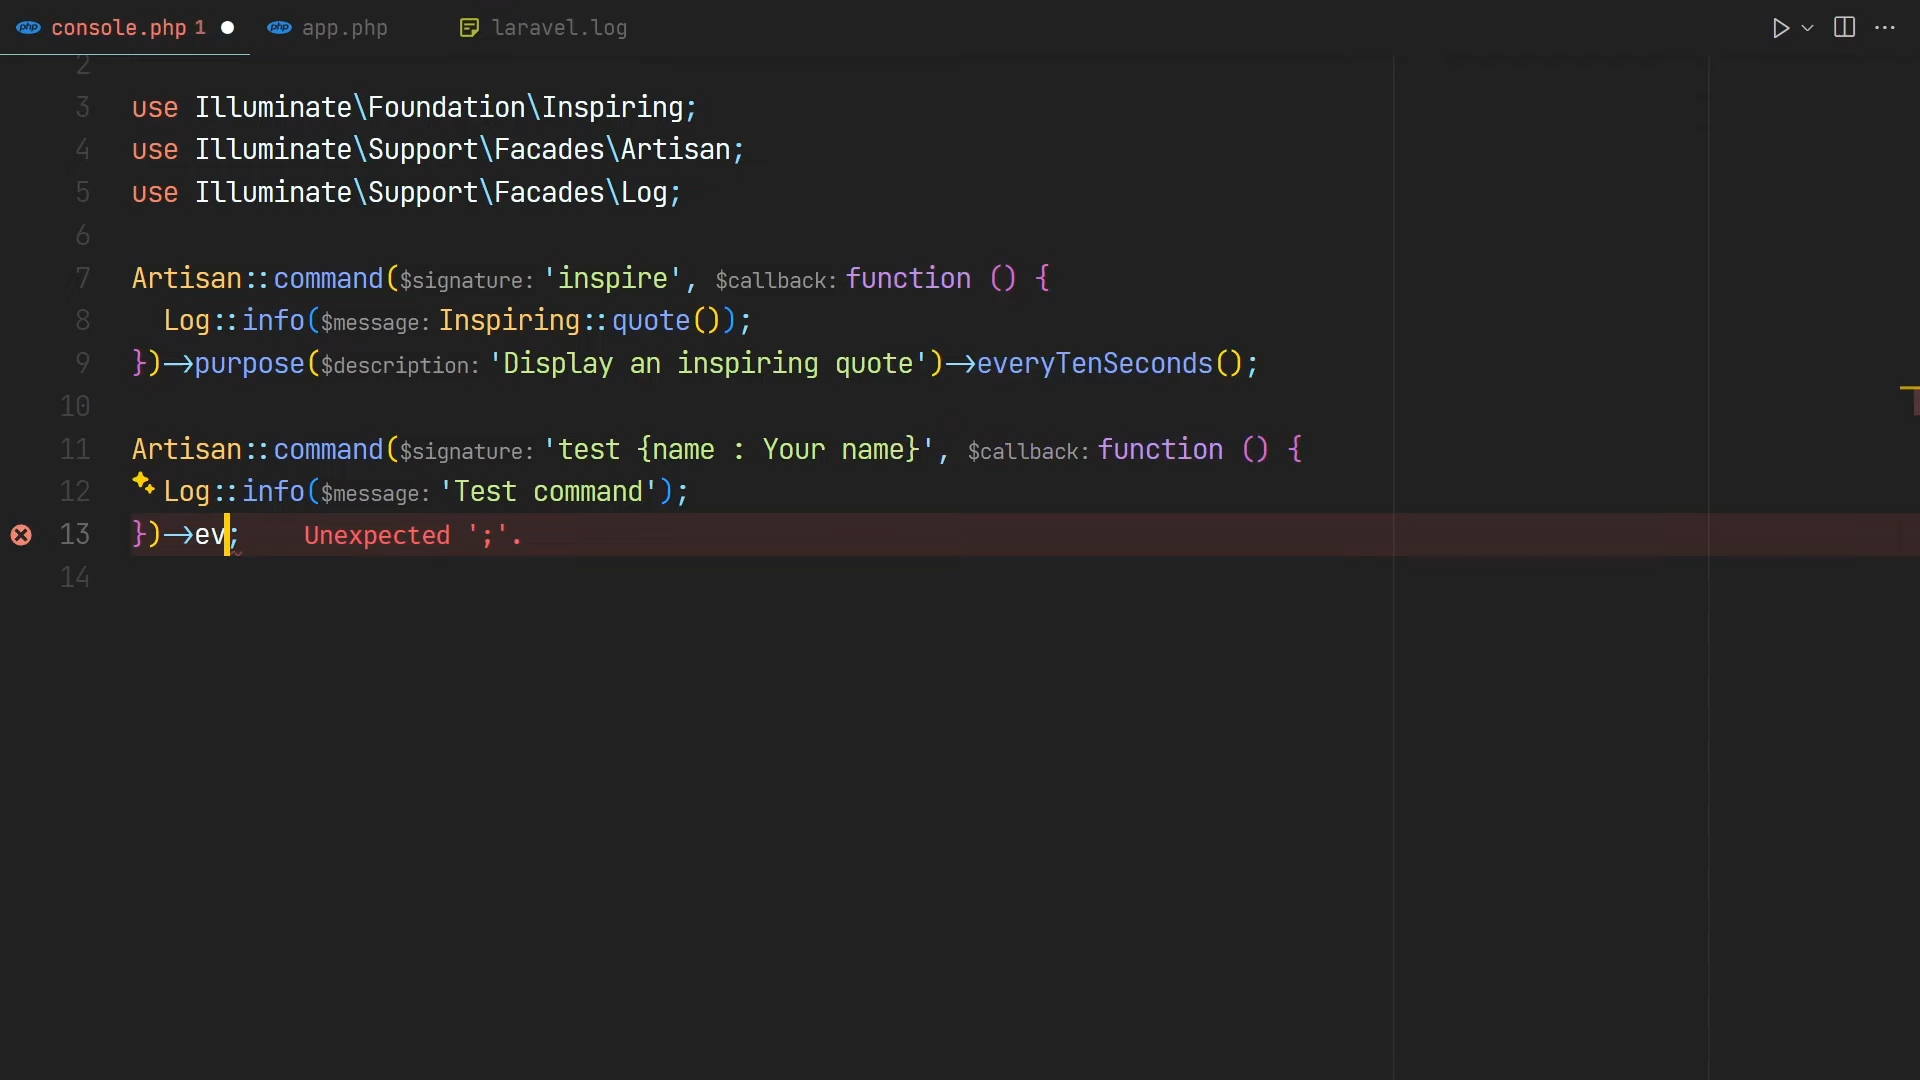 console.php 1 app.php laravel.log
2
3 use Illuminate\Foundation\Inspiring;
4 use Illuminate\Support\Facades\Artisan;
5 use Illuminate\Support\Facades\Log;
6
7 Artisan::command($signature: 'inspire', $callback: function () {
8 Log::info($message: Inspiring::quote());
9 })->purpose($description: 'Display an inspiring quote')->everyTenSeconds();
10
11 Artisan::command($signature: 'test {name : Your name}', $callback: function () {
12 Log::info($message: 'Test command');
13 })->ev; Unexpected ';'.
14